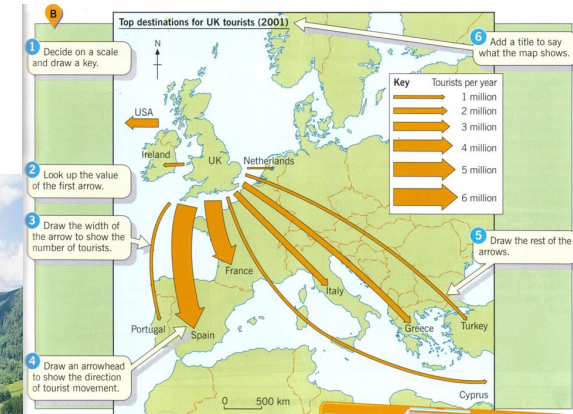 B
Top destinations for UK tourists (2001)
1 Decide on a scale
and draw a key.
N
6 Add a title to say
what the map shows.
Key Tourists per year
1 million
2 million
3 million
4 million
5 million
6 million
USA
Ireland
UK
Netherlands
2 Look up the value
of the first arrow.
3 Draw the width of
the arrow to show the
number of tourists.
5 Draw the rest of the
arrows.
France
Italy
Portugal
Spain
Greece
Turkey
4 Draw an arrowhead
to show the direction
of tourist movement.
0 500 km
Cyprus